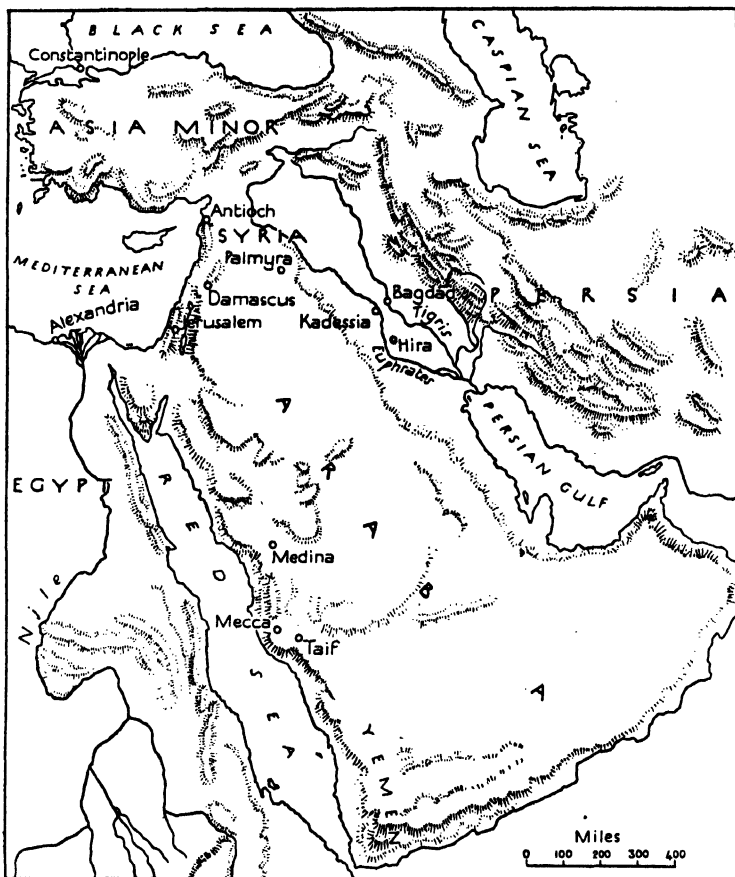 BLACK SEA
Constantinople
CASPIAN SEA
ASIA MINOR
Antioch
SYRIA
Palmyra
MEDITERRANEAN
SEA
Damascus
Bagdad
PERSIA
Alexandria
Jerusalem
Kadessia
Tigris
Hira
Euphrates
PERSIAN GULF
ARABA
EGYPT
RED SEA
Medina
Nile
Mecca
Taif
YEMEN
Miles
0 100 200 300 400